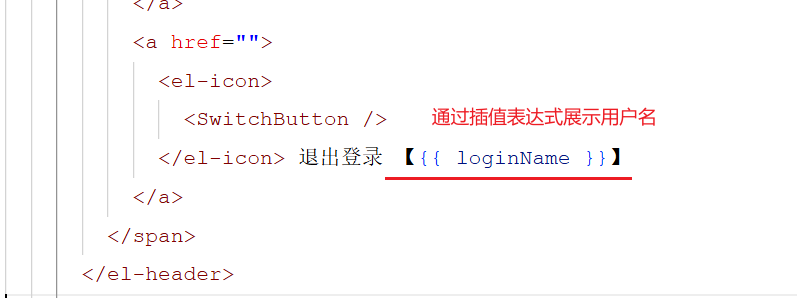 </a>
<a href="">
<el-icon>
<SwitchButton /> 通过插值表达式展示用户名
</el-icon> 退出登录 【{{ loginName }}】
</a>
</span>
</el-header>